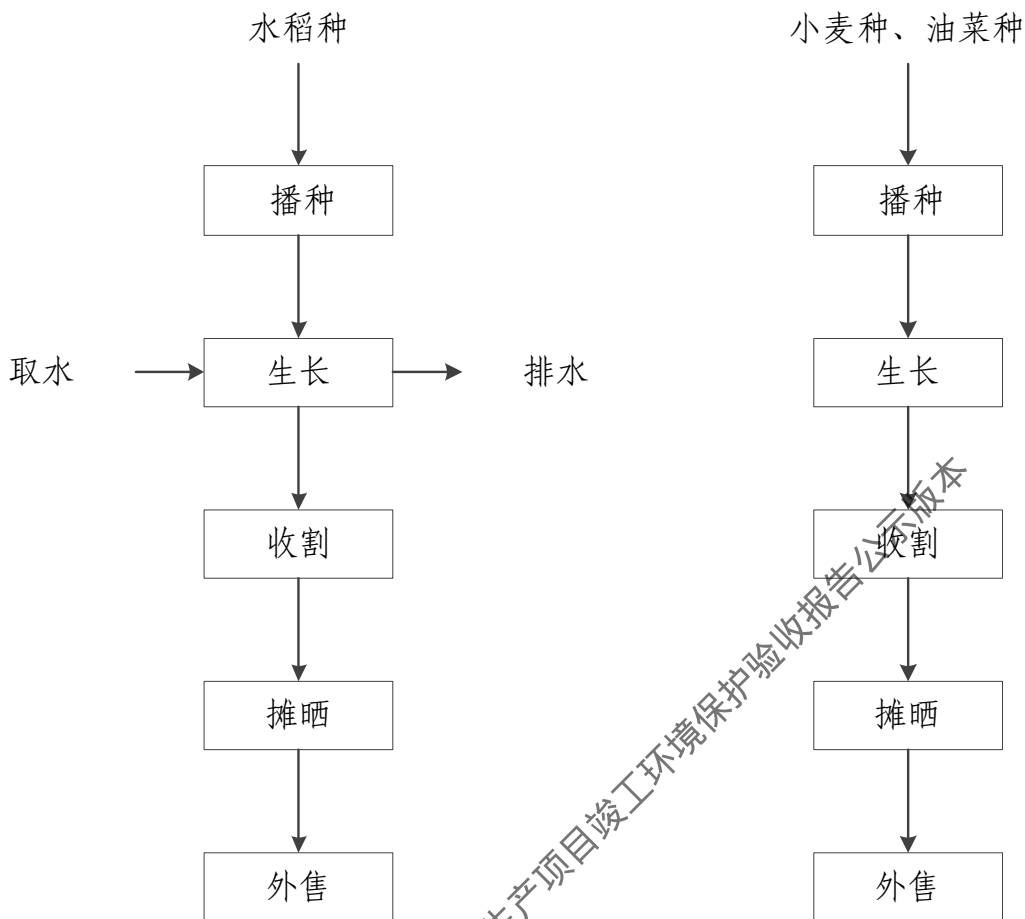 水稻种
小麦种、油菜种
播种
播种
取水
生长
排水
生长
收割
收割
摊晒
摊晒
外售
外售
生产项目竣工环境保护验收报告公示版本